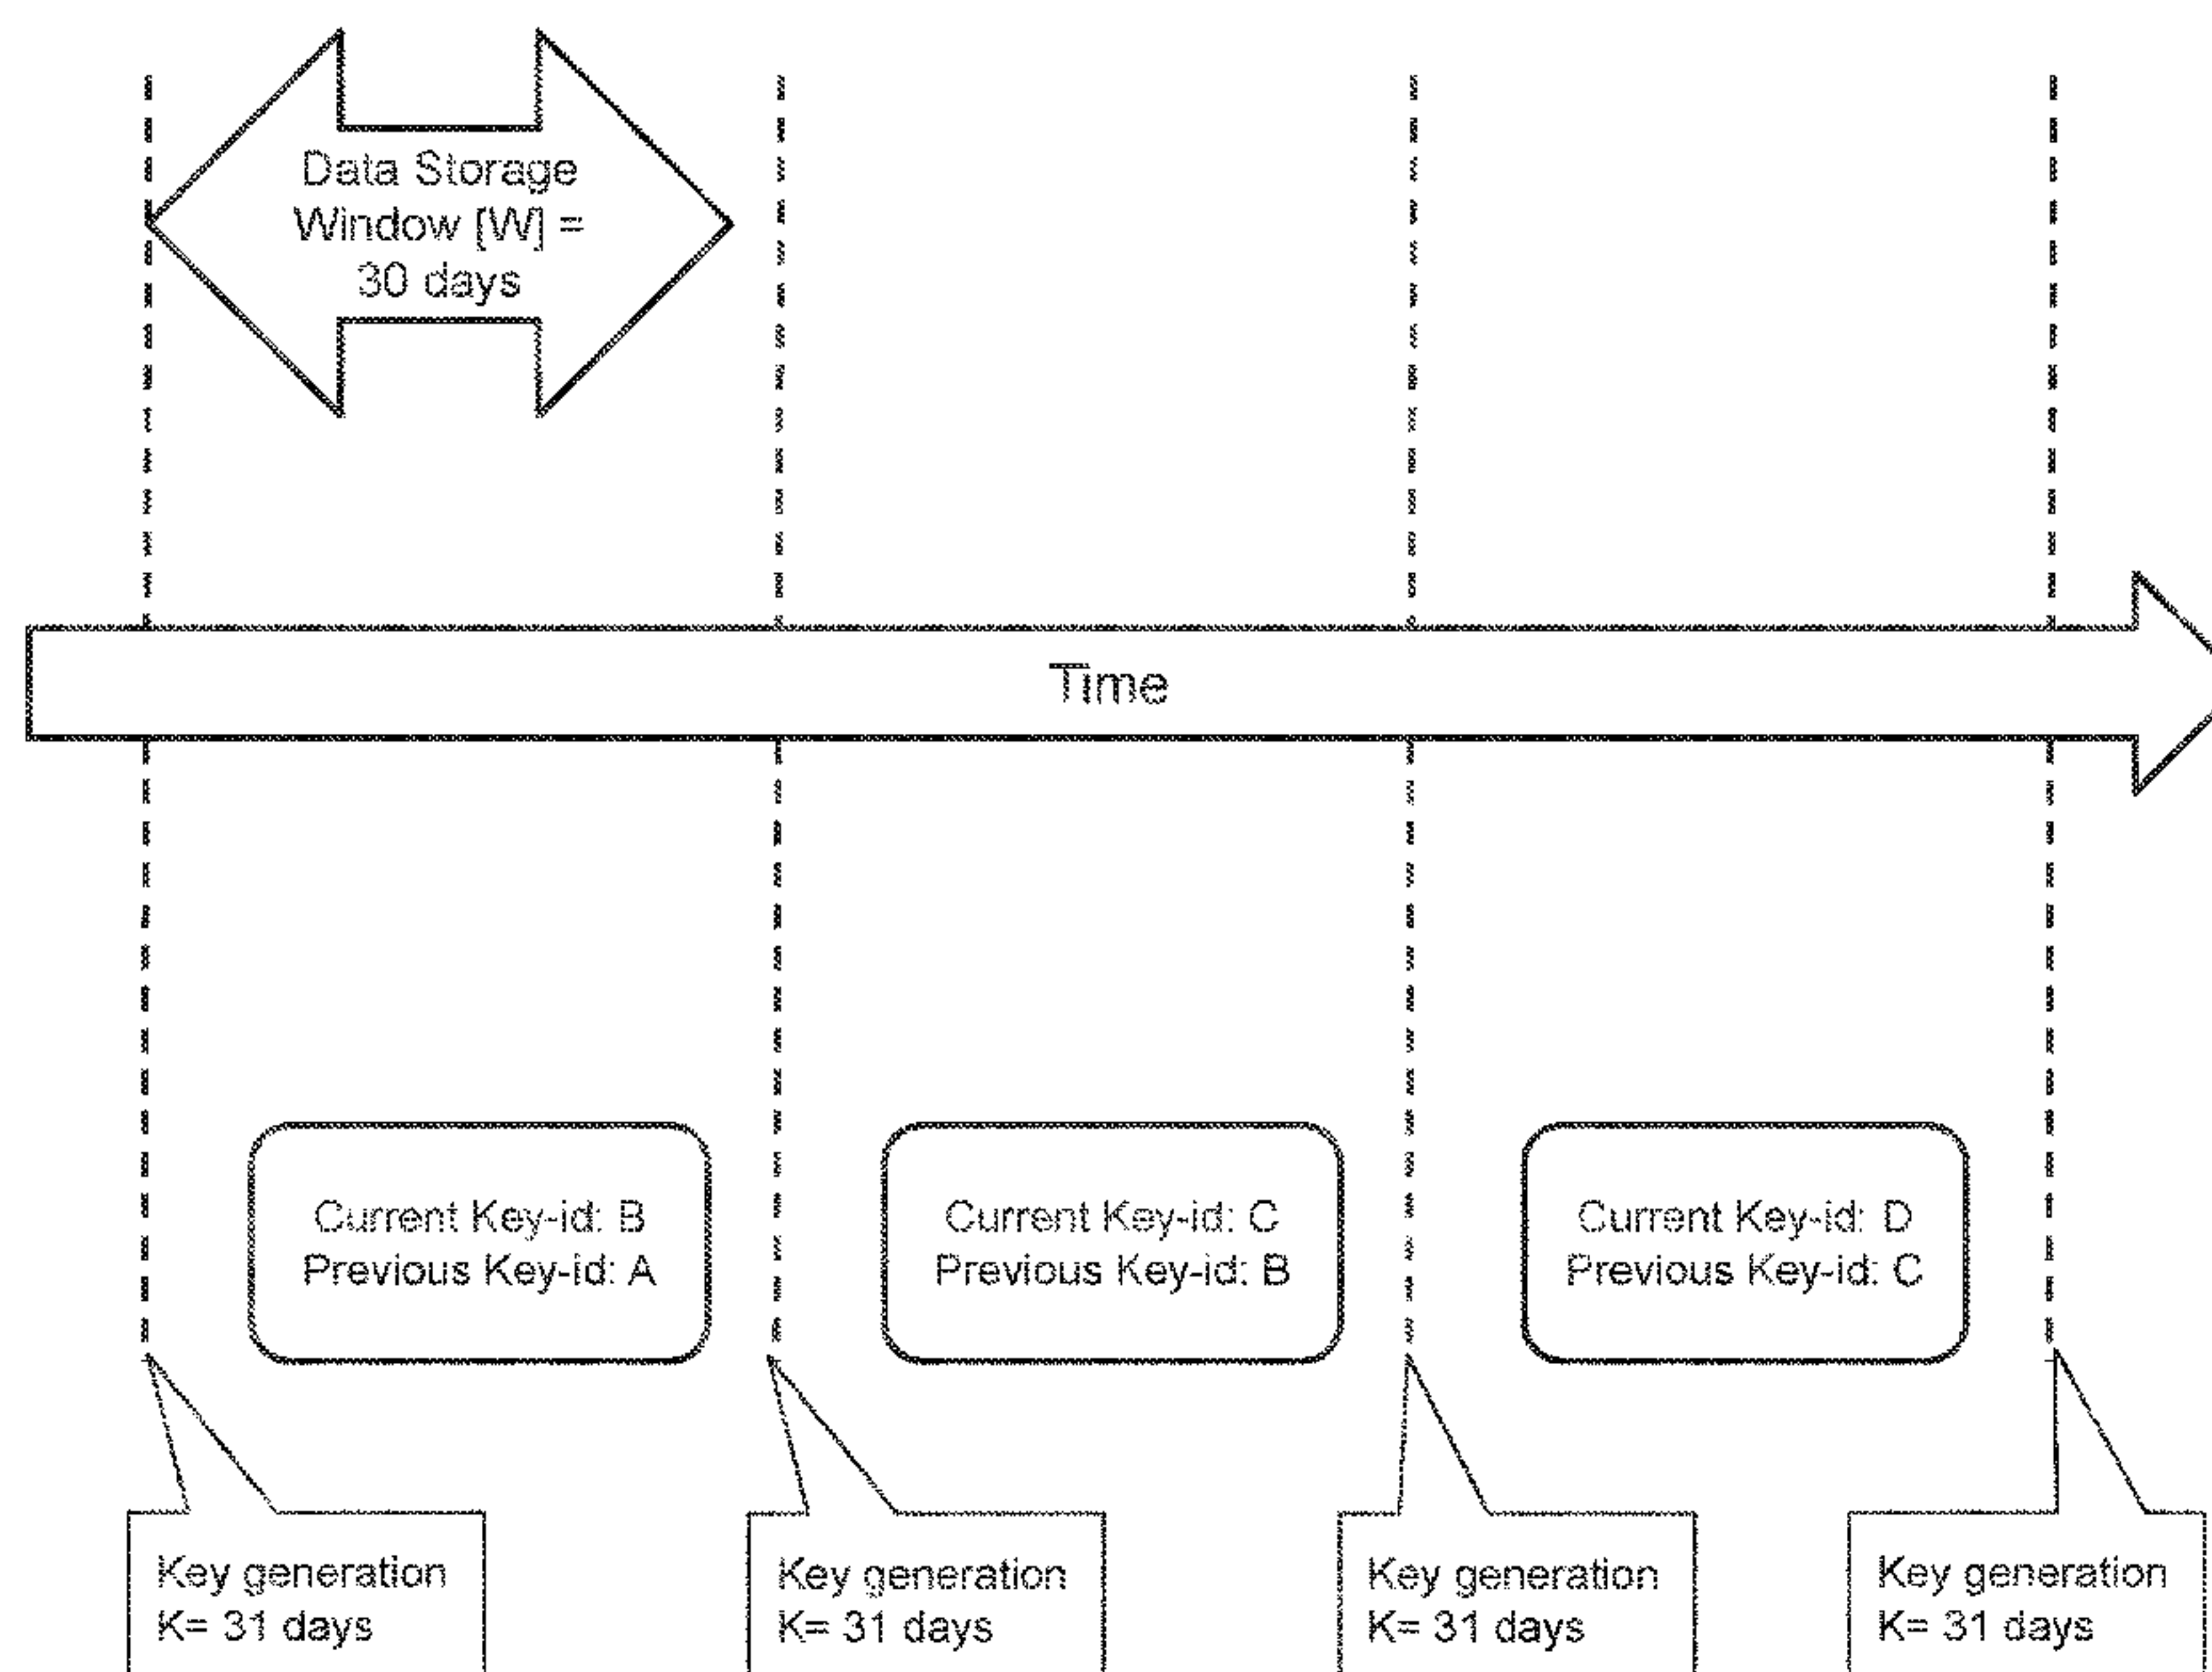 Data Storage
Window [W] =
30 days
Time
Current Key-id: B
Previous Key-id: A
Current Key-id: C
Previous Key-id: B
Current Key-id: D
Previous Key-id: C
Key generation
K= 31 days
Key generation
K= 31 days
Key generation
K= 31 days
Key generation
K= 31 days